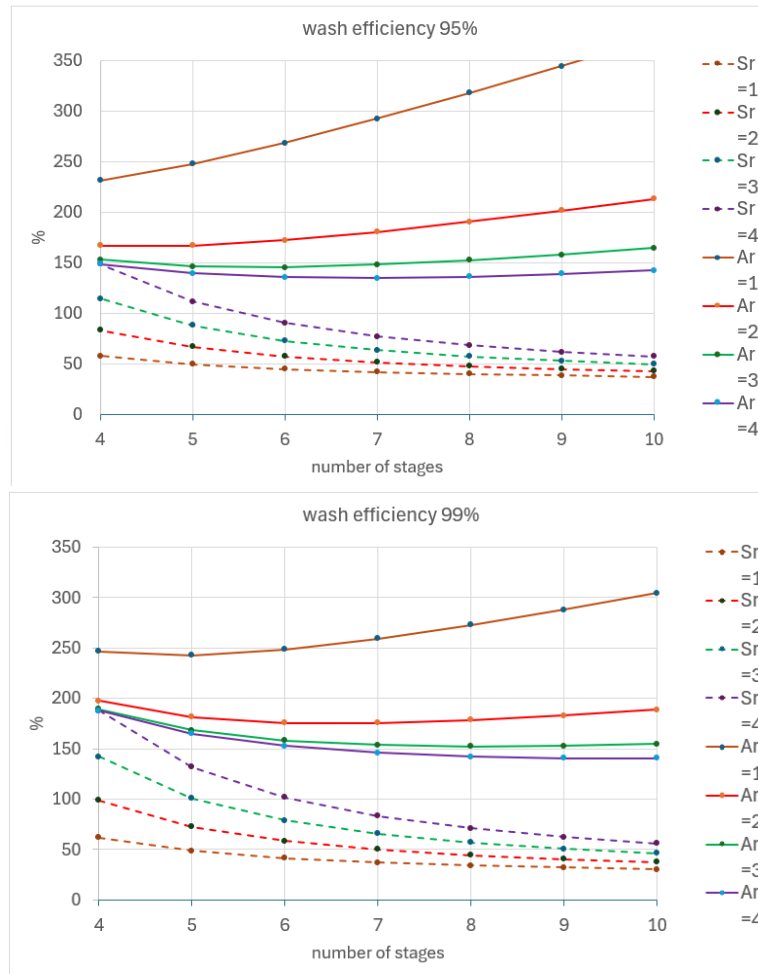 wash efficiency 95%
350
300
250
200
150
100
50
0
%
4 5 6 7 8 9 10
number of stages
Sr
=1
Sr
=2
Sr
=3
Sr
=4
Ar
=1
Ar
=2
Ar
=3
Ar
=4
wash efficiency 99%
350
300
250
200
150
100
50
0
%
4 5 6 7 8 9 10
number of stages
Sr
=1
Sr
=2
Sr
=3
Sr
=4
Ar
=1
Ar
=2
Ar
=3
Ar
=4